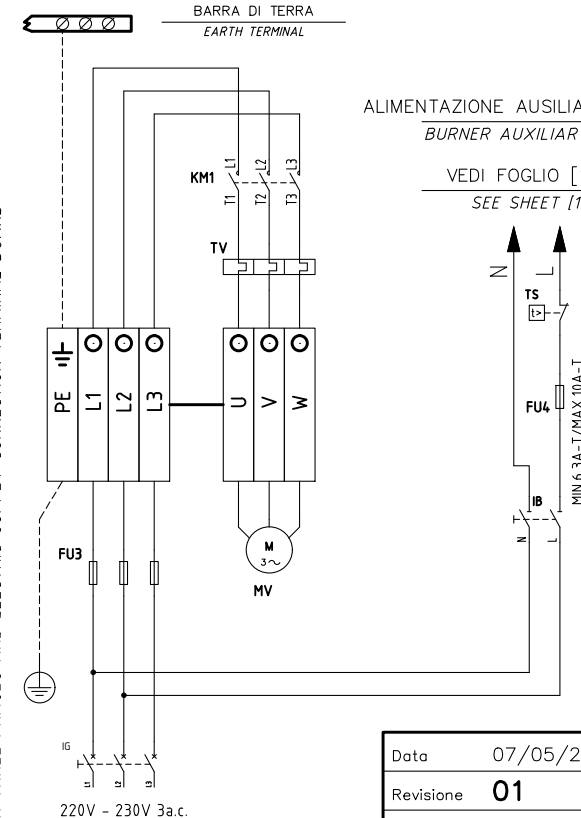 BARRA DI TERRA
EARTH TERMINAL
ALIMENTAZIONE AUSILIA
BURNER AUXILIAR
VEDI FOGLIO [
SEE SHEET [1
L1
L2
L3
KM1
T1
T2
T3
N
L
TV
TS
t>
PE
L1
L2
L3
U
V
W
FU4
MIN 6.3A-T/MAX 10A-T
IB
N
L
M
3~
MV
FU3
IG
L1
L2
L3
220V - 230V 3a.c.
Data 07/05/2
Revisione 01